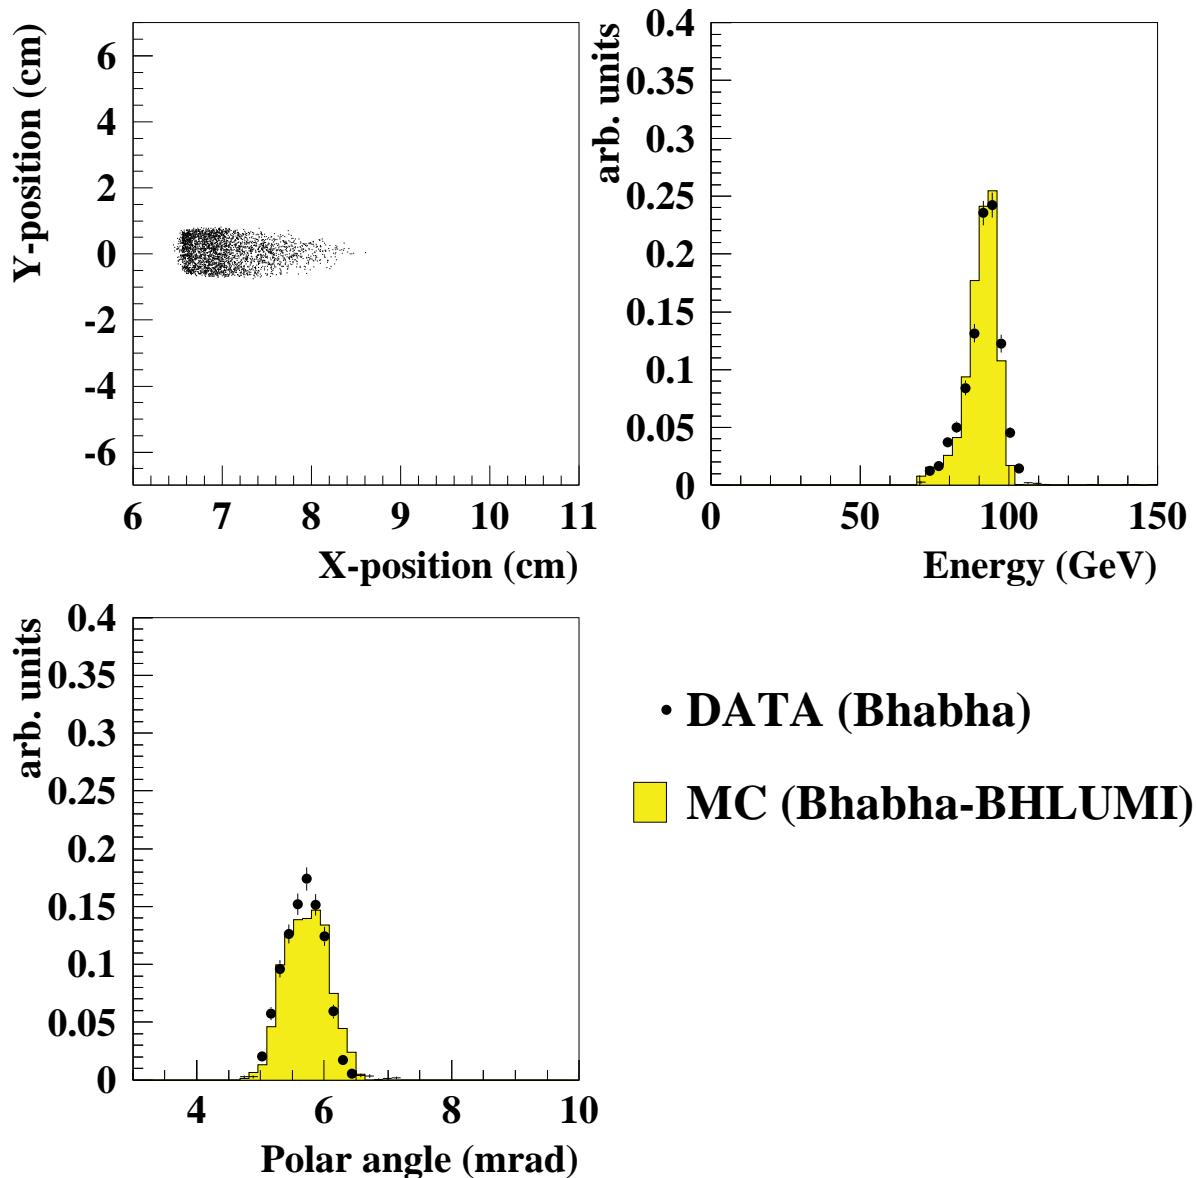 Y-position (cm)
6
4
2
0
-2
-4
-6
6 7 8 9 10 11
X-position (cm)
arb. units
0.4
0.35
0.3
0.25
0.2
0.15
0.1
0.05
0
0 50 100 150
Energy (GeV)
arb. units
0.4
0.35
0.3
0.25
0.2
0.15
0.1
0.05
0
4 6 8 10
Polar angle (mrad)
DATA (Bhabha)
MC (Bhabha-BHLUMI)